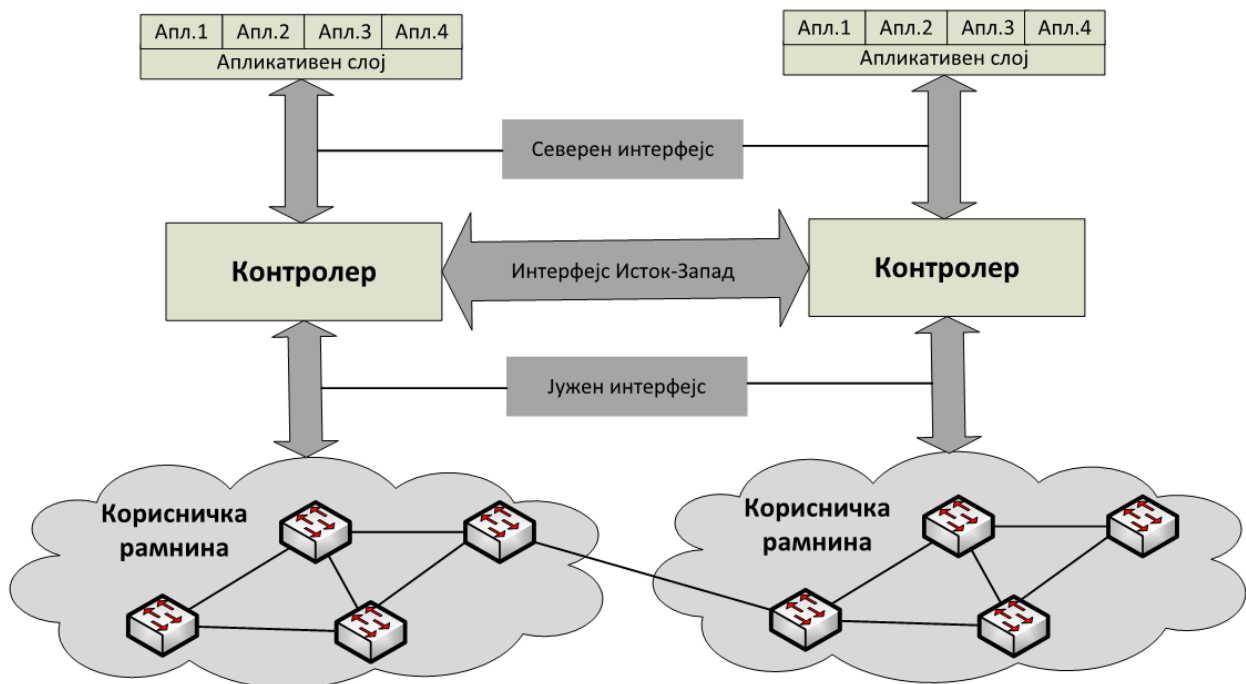 Апл.1 Апл.2 Апл.3 Апл.4
Апликативен слој
Апл.1 Апл.2 Апл.3 Апл.4
Апликативен слој
Северен интерфејс
Контролер
Интерфејс Исток-Запад
Контролер
Јужен интерфејс
Корисничка
рамнина
Корисничка
рамнина